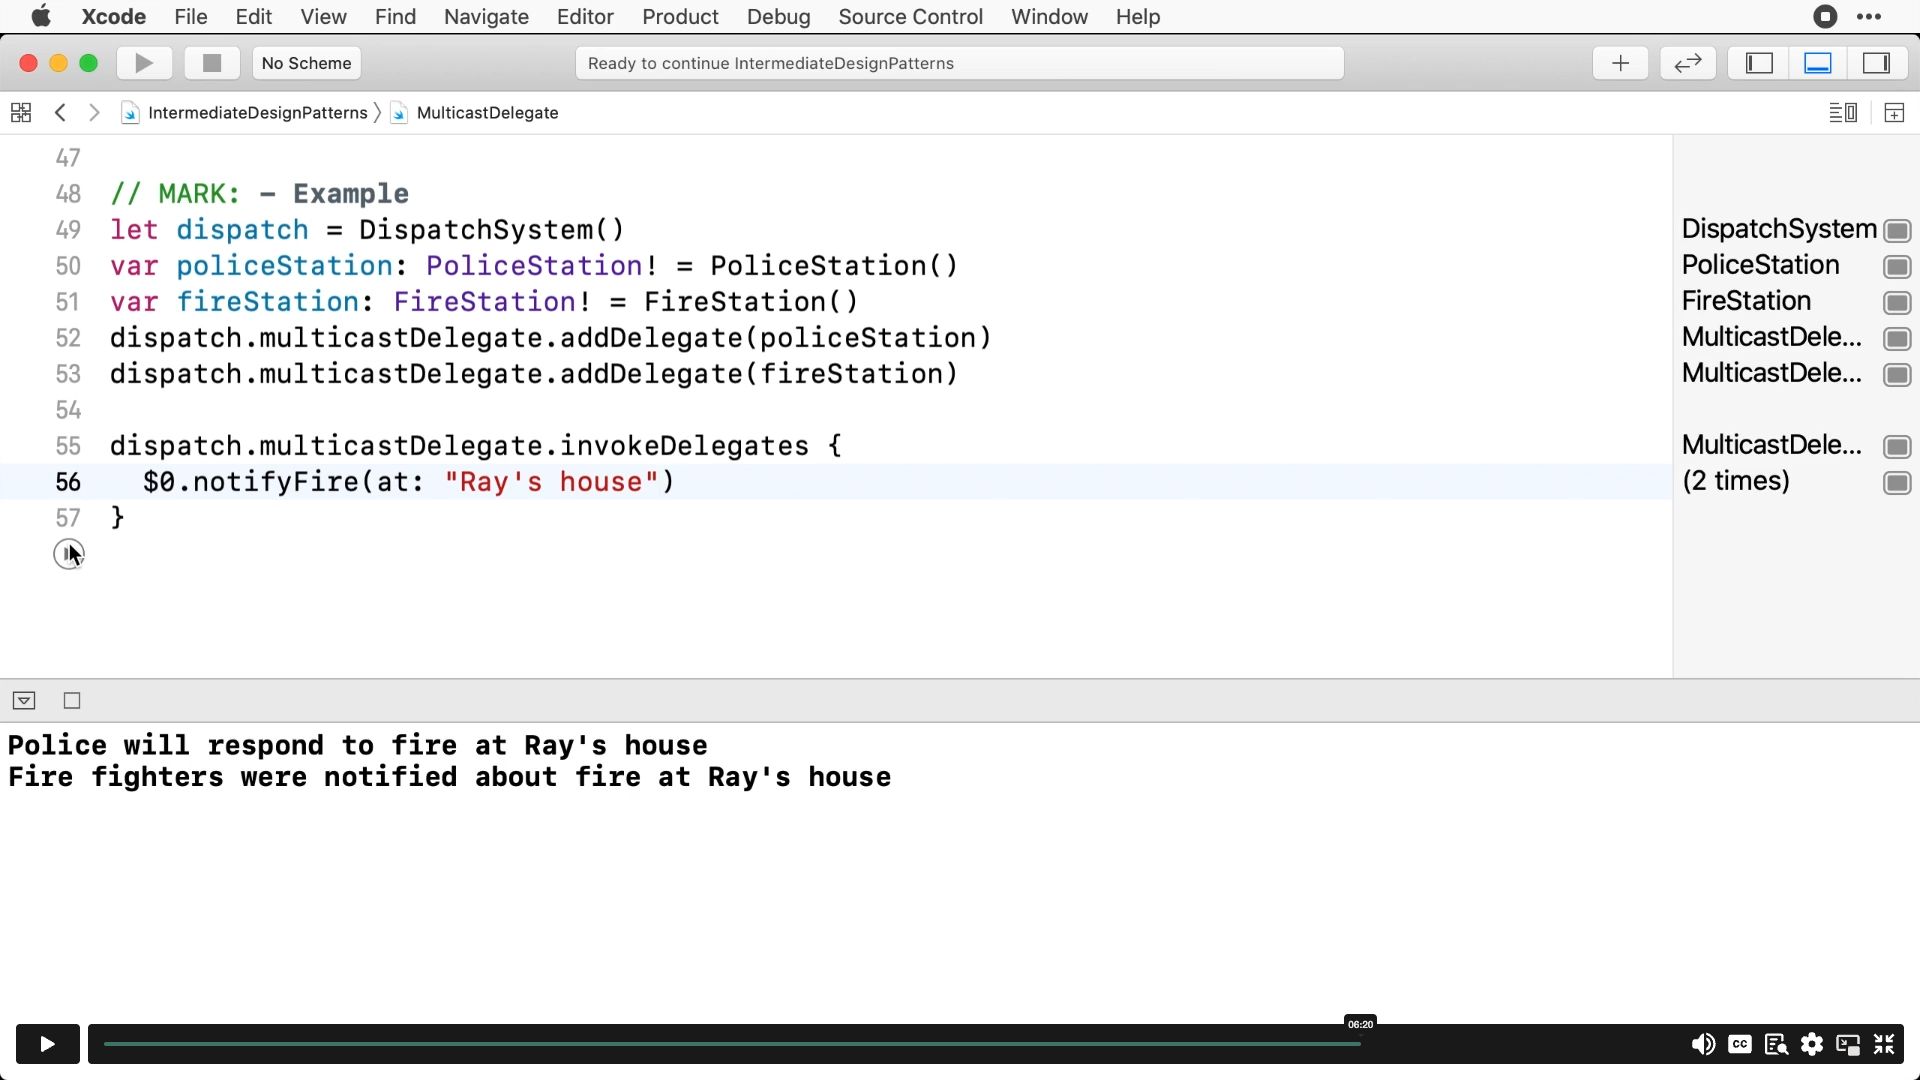 Xcode File Edit View Find Navigate Editor Product Debug Source Control Window Help
No Scheme
Ready to continue IntermediateDesignPatterns
IntermediateDesignPatterns
MulticastDelegate
47
48 // MARK: - Example
49 let dispatch = DispatchSystem() DispatchSystem
50 var policeStation: PoliceStation! = PoliceStation() PoliceStation
51 var fireStation: FireStation! = FireStation() FireStation
52 dispatch.multicastDelegate.addDelegate(policeStation) MulticastDele...
53 dispatch.multicastDelegate.addDelegate(fireStation) MulticastDele...
54
55 dispatch.multicastDelegate.invokeDelegates { MulticastDele...
56 $0.notifyFire(at: "Ray's house") (2 times)
57 }
Police will respond to fire at Ray's house
Fire fighters were notified about fire at Ray's house
06:20
CC